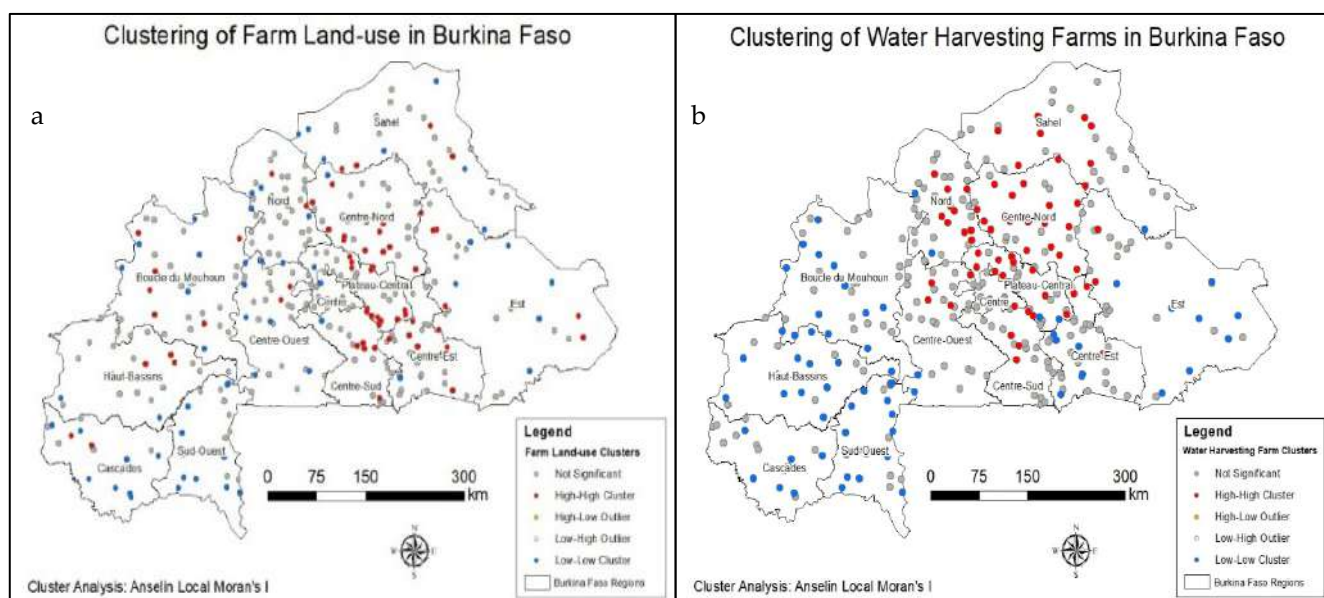 Clustering of Farm Land-use in Burkina Faso
a
Sahel
Nord
Centre-Nord
Boucle du Mouhoun
Plateau-Central
Centre
Est
Centre-Ouest
Centre-Est
Haut-Bassins
Centre-Sud
Sud-Ouest
Cascades
0 75 150 300
km
N
W E
S
Legend
Farm Land-use Clusters
Not Significant
High-High Cluster
High-Low Outlier
Low-High Outlier
Low-Low Cluster
Burkina Faso Regions
Cluster Analysis: Anselin Local Moran's I
Clustering of Water Harvesting Farms in Burkina Faso
b
Sahel
Nord
Centre-Nord
Boucle du Mouhoun
Plateau-Central
Centre
Est
Centre-Ouest
Centre-Est
Haut-Bassins
Centre-Sud
Sud-Ouest
Cascades
0 75 150 300
km
N
W E
S
Legend
Water Harvesting Farm Clusters
Not Significant
High-High Cluster
High-Low Outlier
Low-High Outlier
Low-Low Cluster
Burkina Faso Regions
Cluster Analysis: Anselin Local Moran's I